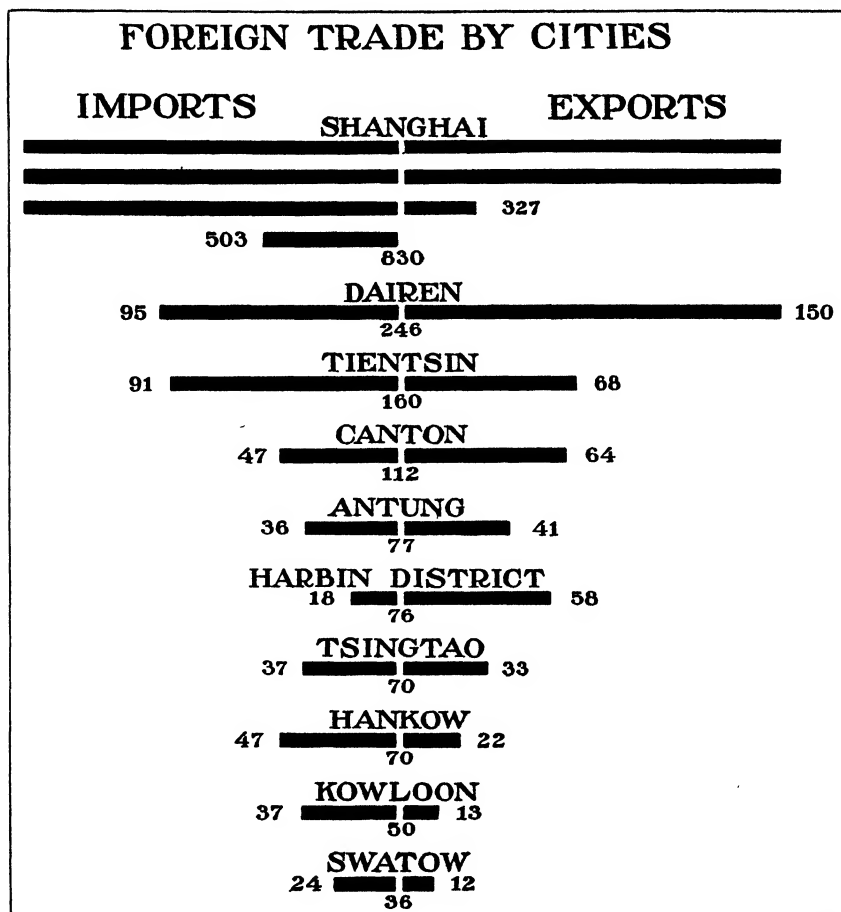 FOREIGN TRADE BY CITIES
IMPORTS EXPORTS
SHANGHAI
327
503
830
DAIREN
95 150
246
TIENTSIN
91 68
160
CANTON
47 64
112
ANTUNG
36 41
77
HARBIN DISTRICT
18 58
76
TSINGTAO
37 33
70
HANKOW
47 22
70
KOWLOON
37 13
50
SWATOW
24 12
36